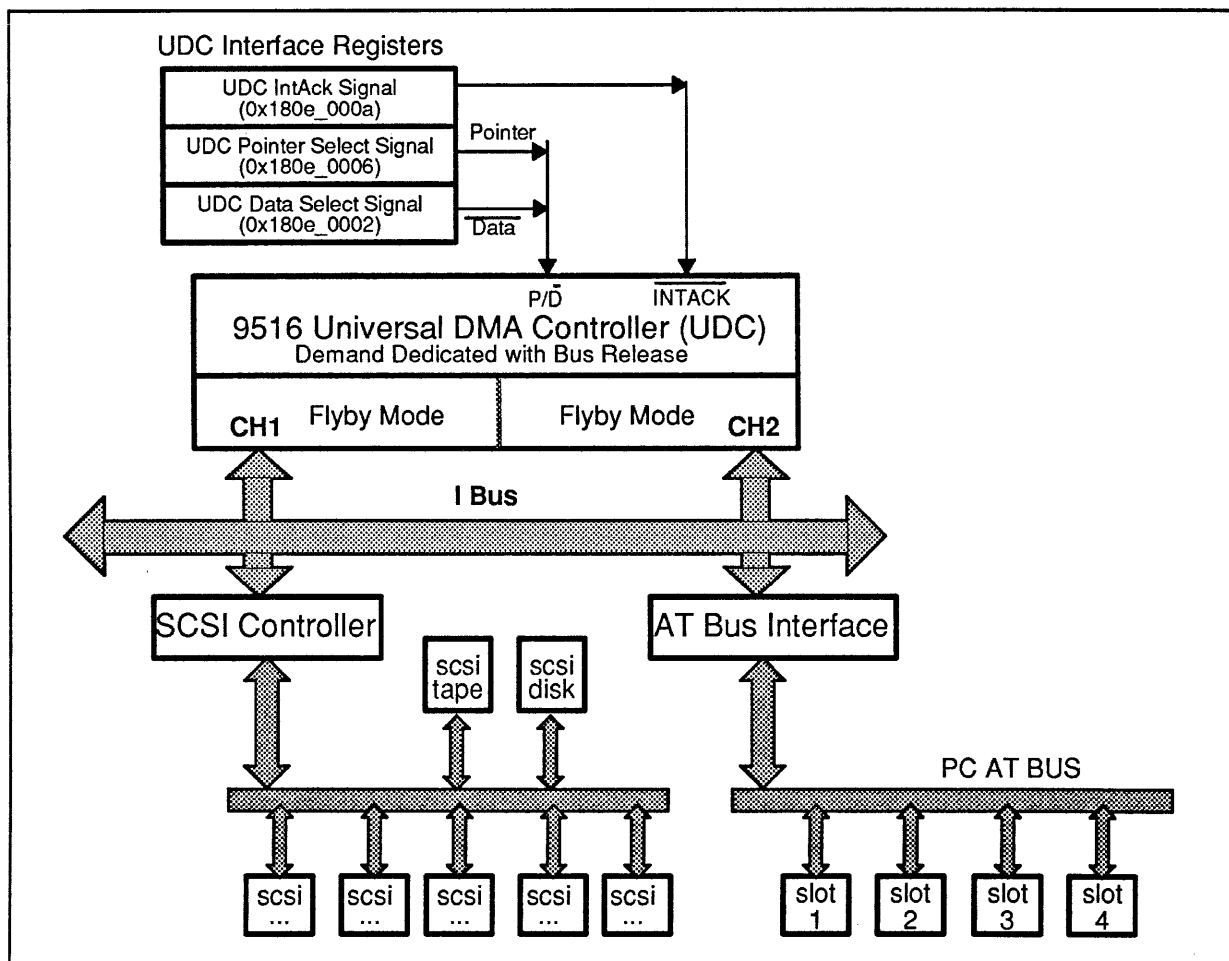 UDC Interface Registers
UDC IntAck Signal
(0x180e_000a)
UDC Pointer Select Signal
(0x180e_0006)
UDC Data Select Signal
(0x180e_0002)
Pointer
Data
P/D̄
INTACK
9516 Universal DMA Controller (UDC)
Demand Dedicated with Bus Release
Flyby Mode
CH1
Flyby Mode
CH2
I Bus
SCSI Controller
AT Bus Interface
scsi
tape
scsi
disk
PC AT BUS
scsi
...
scsi
...
scsi
...
scsi
...
scsi
...
slot
1
slot
2
slot
3
slot
4